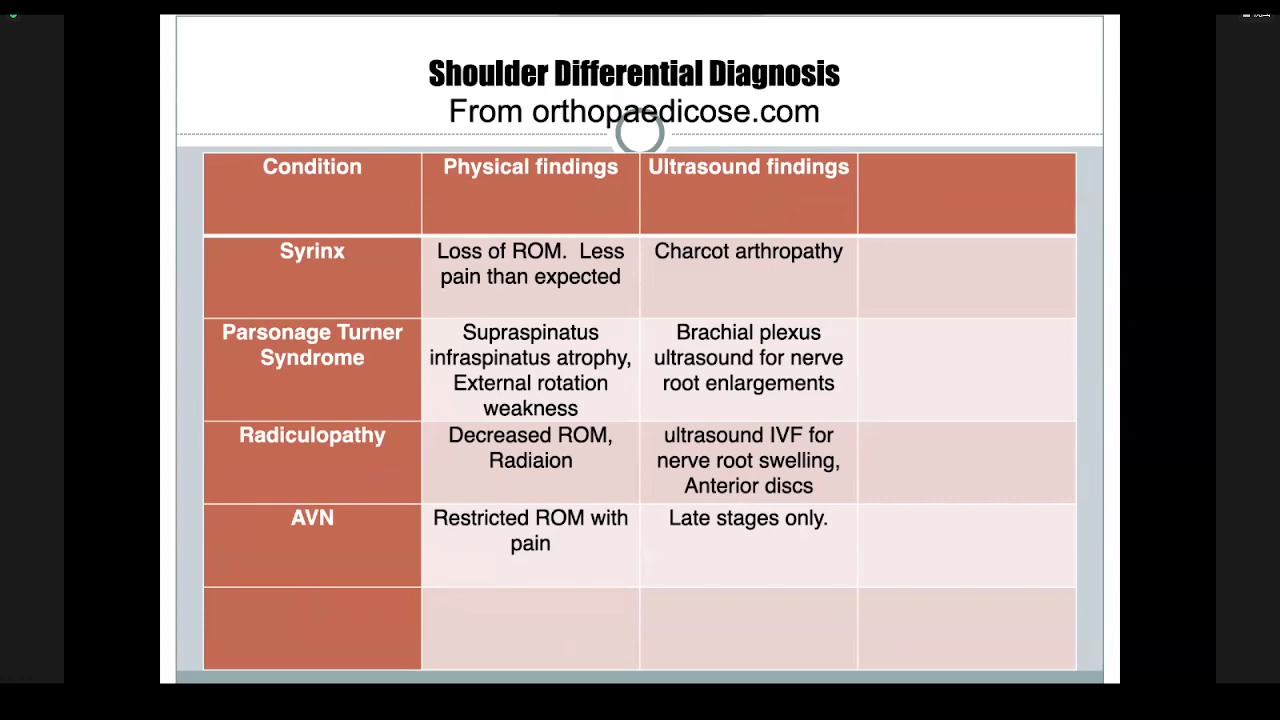 Shoulder Differential Diagnosis
From orthopaedicose.com
Condition
Physical findings
Ultrasound findings
Syrinx
Loss of ROM. Less
pain than expected
Charcot arthropathy
Parsonage Turner
Syndrome
Supraspinatus
infraspinatus atrophy,
External rotation
weakness
Brachial plexus
ultrasound for nerve
root enlargements
Radiculopathy
Decreased ROM,
Radiaion
ultrasound IVF for
nerve root swelling,
Anterior discs
AVN
Restricted ROM with
pain
Late stages only.